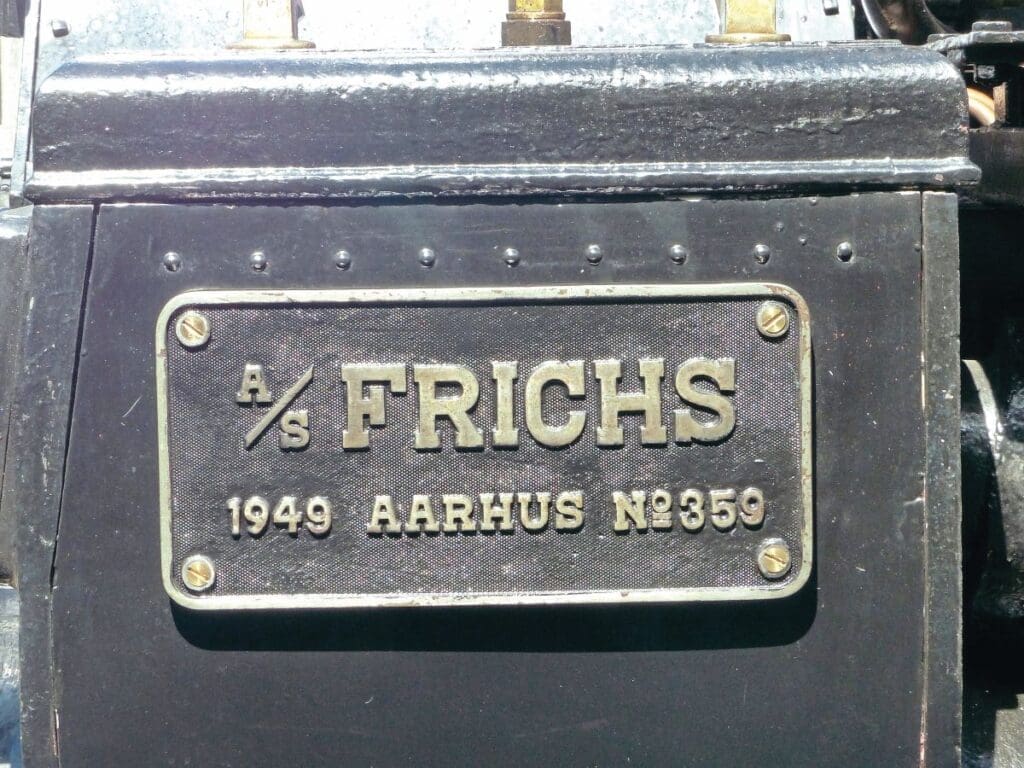 A/S FRICHS
1949 AARHUS Nº359